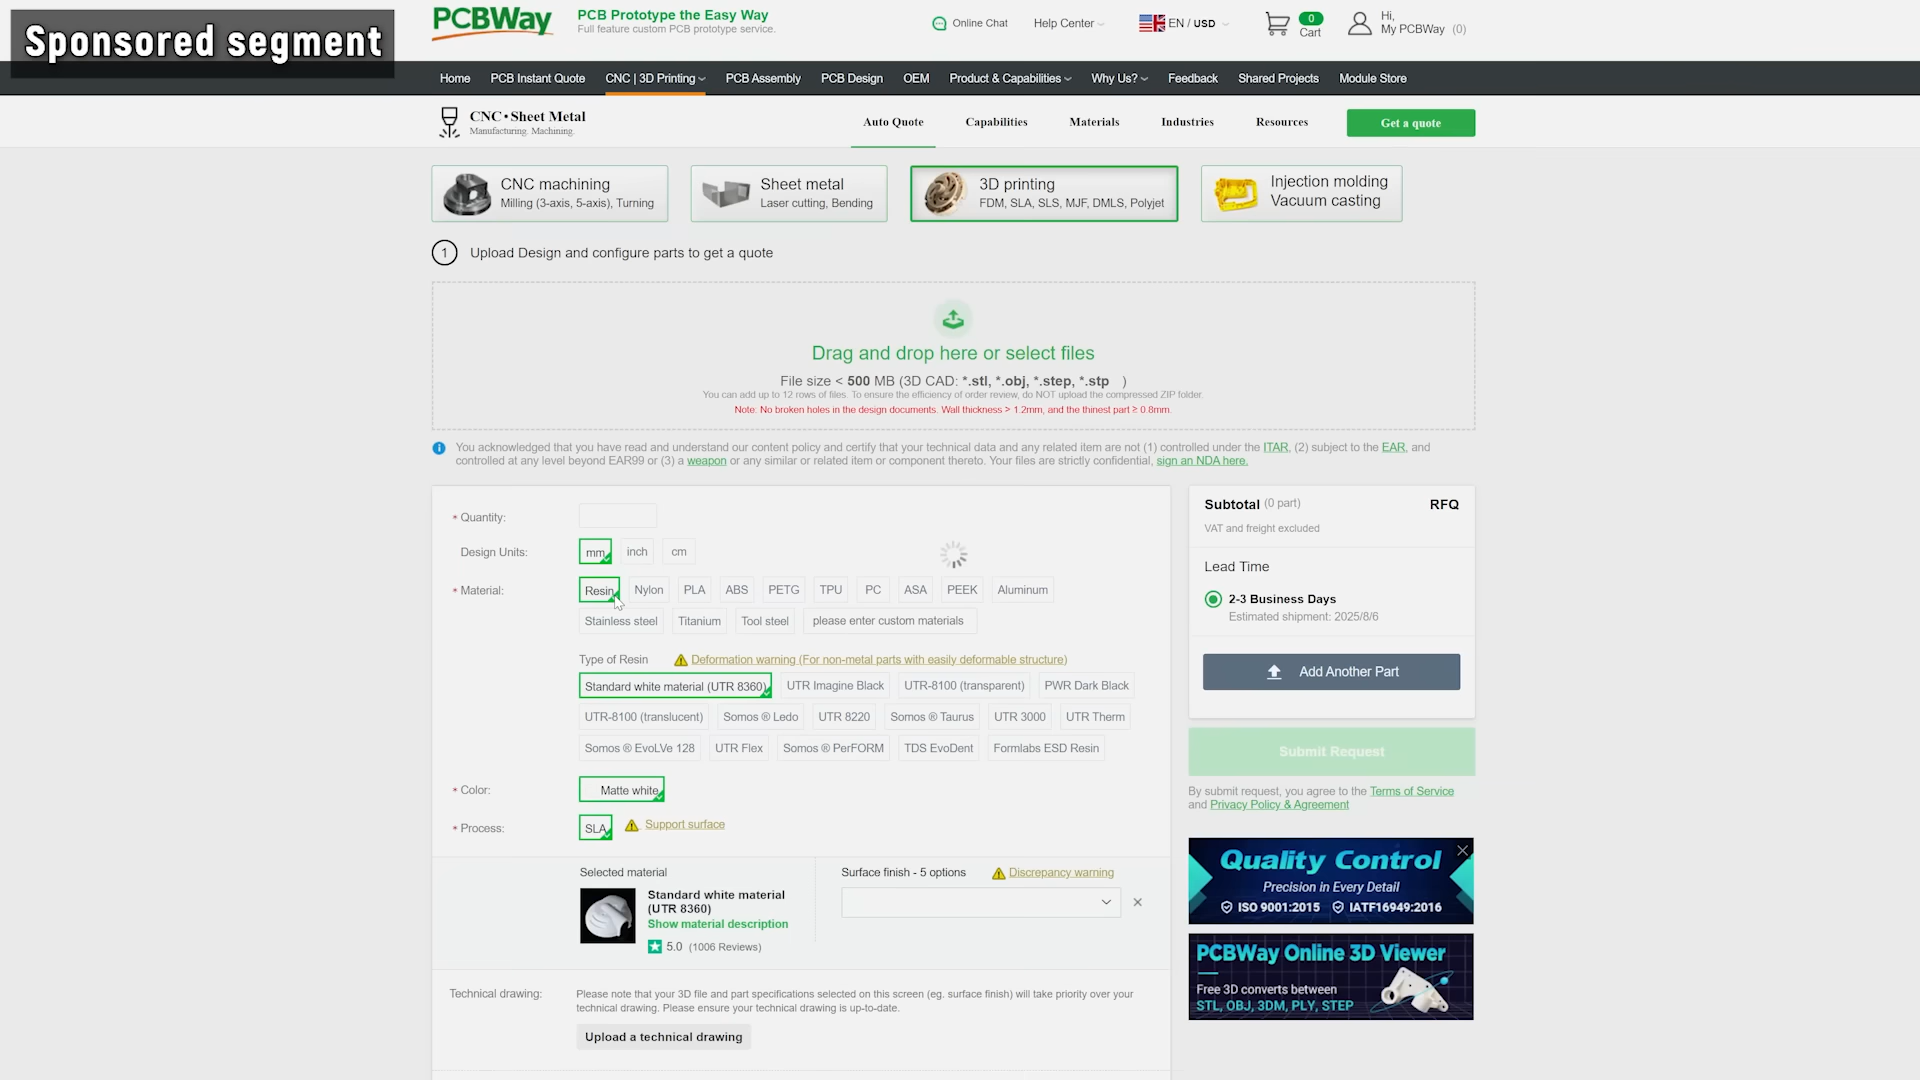 Sponsored segment
PCBWay
PCB Prototype the Easy Way
Full feature custom PCB prototype service.
Online Chat
Help Center
EN / USD
0
Cart
Hi,
My PCBWay (0)
Home
PCB Instant Quote
CNC | 3D Printing
PCB Assembly
PCB Design
OEM
Product & Capabilities
Why Us?
Feedback
Shared Projects
Module Store
CNC•Sheet Metal
Manufacturing. Machining.
Auto Quote
Capabilities
Materials
Industries
Resources
Get a quote
CNC machining
Milling (3-axis, 5-axis), Turning
Sheet metal
Laser cutting, Bending
3D printing
FDM, SLA, SLS, MJF, DMLS, Polyjet
Injection molding
Vacuum casting
1
Upload Design and configure parts to get a quote
Drag and drop here or select files
File size < 500 MB (3D CAD: *.stl, *.obj, *.step, *.stp )
You can add up to 12 rows of files. To ensure the efficiency of order review, do NOT upload the compressed ZIP folder.
Note: No broken holes in the design documents. Wall thickness > 1.2mm, and the thinest part ≥ 0.8mm.
You acknowledged that you have read and understand our content policy and certify that your technical data and any related item are not (1) controlled under the ITAR, (2) subject to the EAR, and
controlled at any level beyond EAR99 or (3) a weapon or any similar or related item or component thereto. Your files are strictly confidential, sign an NDA here.
* Quantity:
Design Units:
mm
inch
cm
* Material:
Resin
Nylon
PLA
ABS
PETG
TPU
PC
ASA
PEEK
Aluminum
Stainless steel
Titanium
Tool steel
please enter custom materials
Type of Resin
Deformation warning (For non-metal parts with easily deformable structure)
Standard white material (UTR 8360)
UTR Imagine Black
UTR-8100 (transparent)
PWR Dark Black
UTR-8100 (translucent)
Somos ® Ledo
UTR 8220
Somos ® Taurus
UTR 3000
UTR Therm
Somos ® EvoLVe 128
UTR Flex
Somos ® PerFORM
TDS EvoDent
Formlabs ESD Resin
* Color:
Matte white
* Process:
SLA
Support surface
Selected material
Standard white material
(UTR 8360)
Show material description
5.0 (1006 Reviews)
Surface finish - 5 options
Discrepancy warning
Technical drawing:
Please note that your 3D file and part specifications selected on this screen (eg. surface finish) will take priority over your
technical drawing. Please ensure your technical drawing is up-to-date.
Upload a technical drawing
Subtotal (0 part)
RFQ
VAT and freight excluded
Lead Time
2-3 Business Days
Estimated shipment: 2025/8/6
Add Another Part
Submit Request
By submit request, you agree to the Terms of Service
and Privacy Policy & Agreement
Quality Control
Precision in Every Detail
ISO 9001:2015
IATF16949:2016
PCBWay Online 3D Viewer
Free 3D converts between
STL, OBJ, 3DM, PLY, STEP